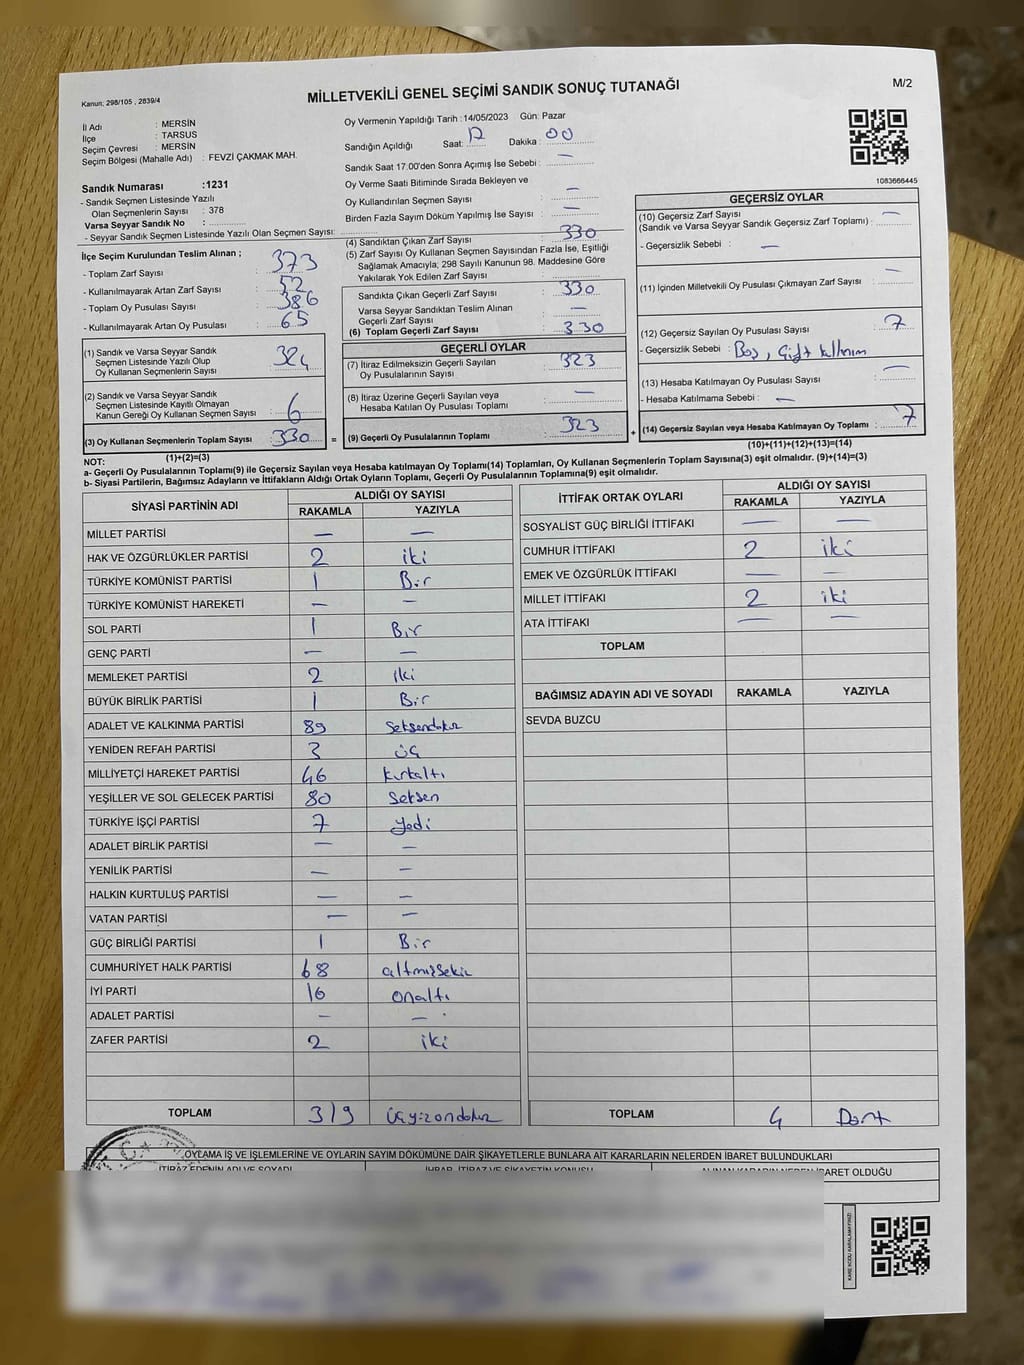 Kanun; 298/105 , 2839/4
MİLLETVEKİLİ GENEL SEÇİMİ SANDIK SONUÇ TUTANAĞI
M/2
İl Adı : MERSİN
İlçe : TARSUS
Seçim Çevresi : MERSİN
Seçim Bölgesi (Mahalle Adı) : FEVZİ ÇAKMAK MAH.
Sandık Numarası :1231
- Sandık Seçmen Listesinde Yazılı
Olan Seçmenlerin Sayısı : 378
Varsa Seyyar Sandık No :
- Seyyar Sandık Seçmen Listesinde Yazılı Olan Seçmen Sayısı:
İlçe Seçim Kurulundan Teslim Alınan ;
- Toplam Zarf Sayısı : 373
- Kullanılmayarak Artan Zarf Sayısı : 52
- Toplam Oy Pusulası Sayısı : 386
- Kullanılmayarak Artan Oy Pusulası : 65
(1) Sandık ve Varsa Seyyar Sandık
Seçmen Listesinde Yazılı Olup
Oy Kullanan Seçmenlerin Sayısı : 324
(2) Sandık ve Varsa Seyyar Sandık
Seçmen Listesinde Kayıtlı Olmayan
Kanun Gereği Oy Kullanan Seçmen Sayısı : 6
(3) Oy Kullanan Seçmenlerin Toplam Sayısı : 330 =
(1)+(2)=(3)
Oy Vermenin Yapıldığı Tarih : 14/05/2023 Gün: Pazar
Sandığın Açıldığı Saat: 17 Dakika : 00
Sandık Saat 17.00'den Sonra Açımış İse Sebebi : —
Oy Verme Saati Bitiminde Sırada Bekleyen ve
Oy Kullandırılan Seçmen Sayısı : —
Birden Fazla Sayım Döküm Yapılmış İse Sayısı : —
(4) Sandıktan Çıkan Zarf Sayısı : 330
(5) Zarf Sayısı Oy Kullanan Seçmen Sayısından Fazla İse, Eşitliği
Sağlamak Amacıyla; 298 Sayılı Kanunun 98. Maddesine Göre
Yakılarak Yok Edilen Zarf Sayısı :
Sandıkta Çıkan Geçerli Zarf Sayısı : 330
Varsa Seyyar Sandıktan Teslim Alınan
Geçerli Zarf Sayısı : —
(6) Toplam Geçerli Zarf Sayısı : 330
GEÇERLİ OYLAR
(7) İtiraz Edilmeksizin Geçerli Sayılan
Oy Pusulalarının Sayısı : 323
(8) İtiraz Üzerine Geçerli Sayılan veya
Hesaba Katılan Oy Pusulası Toplamı : —
(9) Geçerli Oy Pusulalarının Toplamı : 323 +
1083666445
GEÇERSİZ OYLAR
(10) Geçersiz Zarf Sayısı
(Sandık ve Varsa Seyyar Sandık Geçersiz Zarf Toplamı) : —
- Geçersizlik Sebebi : —
(11) İçinden Milletvekili Oy Pusulası Çıkmayan Zarf Sayısı : —
(12) Geçersiz Sayılan Oy Pusulası Sayısı : 7
- Geçersizlik Sebebi : Boş, Çift
(13) Hesaba Katılmayan Oy Pusulası Sayısı : —
- Hesaba Katılmama Sebebi : —
(14) Geçersiz Sayılan veya Hesaba Katılmayan Oy Toplamı : 7
(10)+(11)+(12)+(13)=(14)
NOT:
a- Geçerli Oy Pusulalarının Toplamı(9) ile Geçersiz Sayılan veya Hesaba katılmayan Oy Toplamı(14) Toplamları, Oy Kullanan Seçmenlerin Toplam Sayısına(3) eşit olmalıdır. (9)+(14)=(3)
b- Siyasi Partilerin, Bağımsız Adayların ve İttifakların Aldığı Ortak Oyların Toplamı, Geçerli Oy Pusulalarının Toplamına(9) eşit olmalıdır.
SİYASİ PARTİNİN ADI ALDIĞI OY SAYISI
RAKAMLA YAZIYLA
MİLLET PARTİSİ — —
HAK VE ÖZGÜRLÜKLER PARTİSİ 2 iki
TÜRKİYE KOMÜNİST PARTİSİ 1 Bir
TÜRKİYE KOMÜNİST HAREKETİ — —
SOL PARTİ 1 Bir
GENÇ PARTİ — —
MEMLEKET PARTİSİ 2 iki
BÜYÜK BİRLİK PARTİSİ 1 Bir
ADALET VE KALKINMA PARTİSİ 89 Seksendokuz
YENİDEN REFAH PARTİSİ 3 üç
MİLLİYETÇİ HAREKET PARTİSİ 46 kırkaltı
YEŞİLLER VE SOL GELECEK PARTİSİ 80 Seksen
TÜRKİYE İŞÇİ PARTİSİ 7 yedi
ADALET BİRLİK PARTİSİ — —
YENİLİK PARTİSİ — —
HALKIN KURTULUŞ PARTİSİ — —
VATAN PARTİSİ — —
GÜÇ BİRLİĞİ PARTİSİ 1 Bir
CUMHURİYET HALK PARTİSİ 68 altmışsekiz
İYİ PARTİ 16 onaltı
ADALET PARTİSİ — —
ZAFER PARTİSİ 2 iki
TOPLAM 319 üçyüzondokuz
İTTİFAK ORTAK OYLARI ALDIĞI OY SAYISI
RAKAMLA YAZIYLA
SOSYALİST GÜÇ BİRLİĞİ İTTİFAKI — —
CUMHUR İTTİFAKI 2 iki
EMEK VE ÖZGÜRLÜK İTTİFAKI — —
MİLLET İTTİFAKI 2 iki
ATA İTTİFAKI — —
TOPLAM
BAĞIMSIZ ADAYIN ADI VE SOYADI RAKAMLA YAZIYLA
SEVDA BUZCU
TOPLAM 4 Dört
OYLAMA İŞ VE İŞLEMLERİNE VE OYLARIN SAYIM DÖKÜMÜNE DAİR ŞİKAYETLERLE BUNLARA AİT KARARLARIN NELERDEN İBARET BULUNDUKLARI
İTİRAZ EDENİN ADI VE SOYADI İHBAR, İTİRAZ VE ŞİKAYETİN KONUSU ALINAN KARARIN NEDEN İBARET OLDUĞU
KARE KODU KARALAMAYINIZ!